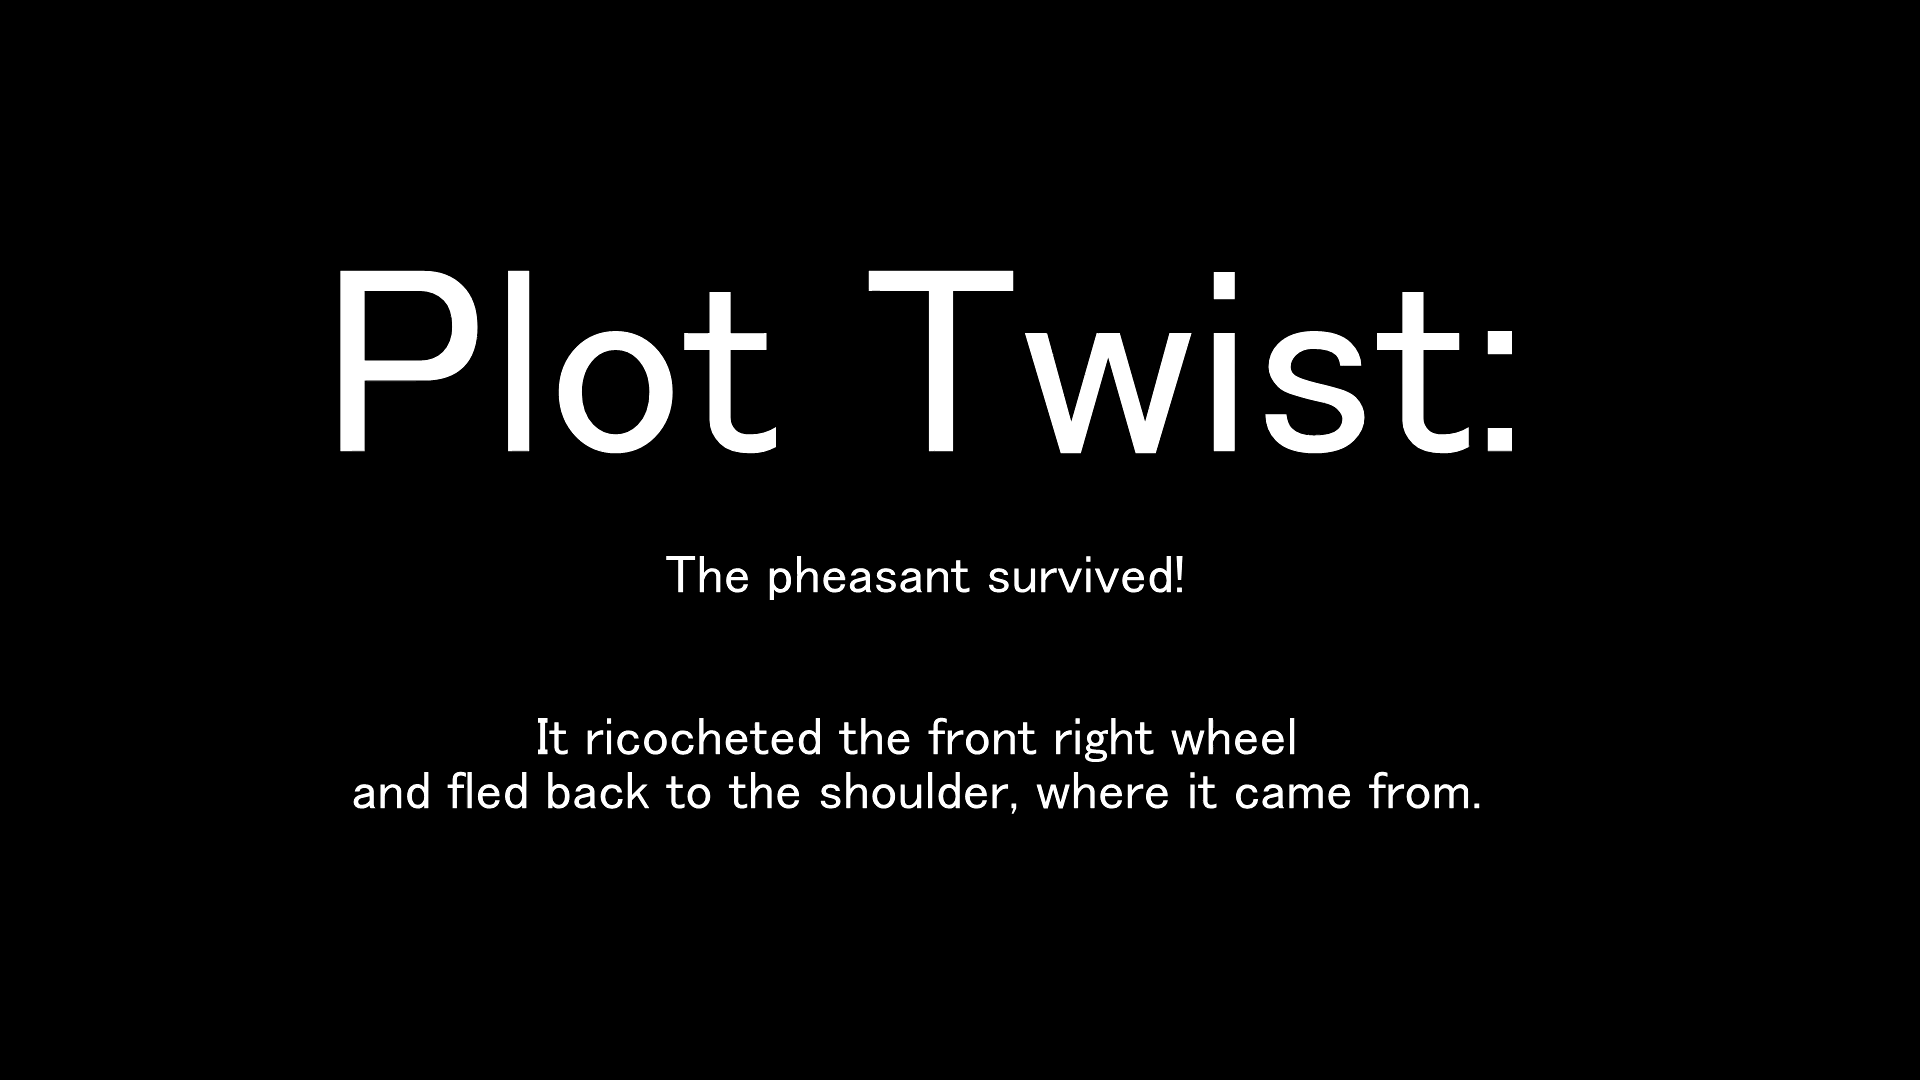 Plot Twist:
The pheasant survived!
It ricocheted the front right wheel
and fled back to the shoulder, where it came from.